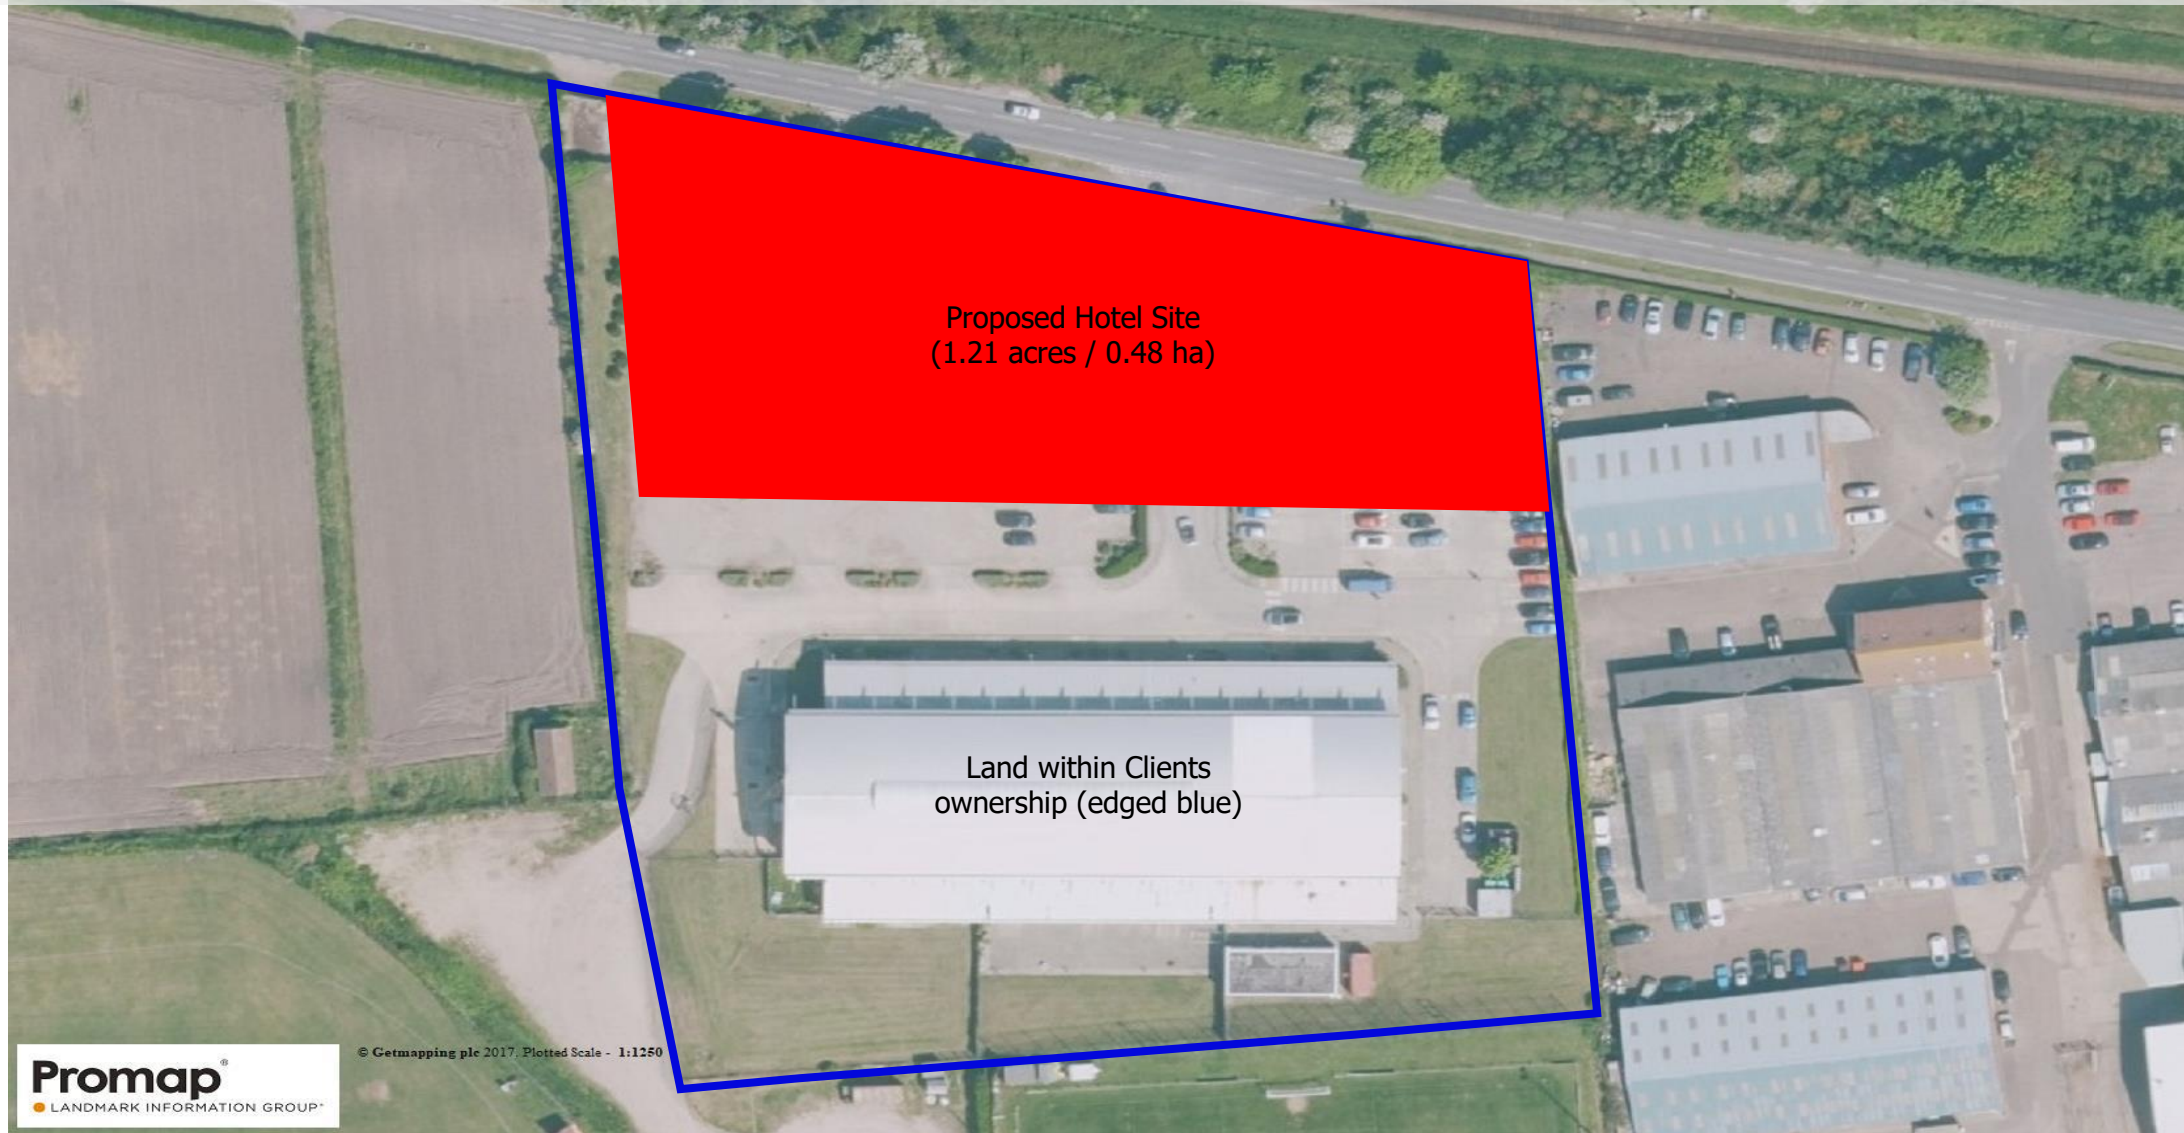 Proposed Hotel Site
(1.21 acres / 0.48 ha)
Land within Clients
ownership (edged blue)
© Getmapping plc 2017. Plotted Scale - 1:1250
Promap®
LANDMARK INFORMATION GROUP®